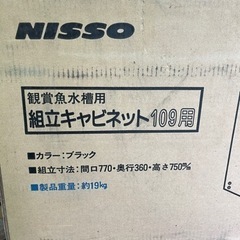 NISSO
観賞魚水槽用
組立キャビネット109用
■カラー：ブラック
■組立寸法：間口770・奥行360・高さ750㎜
■製品重量：約19kg